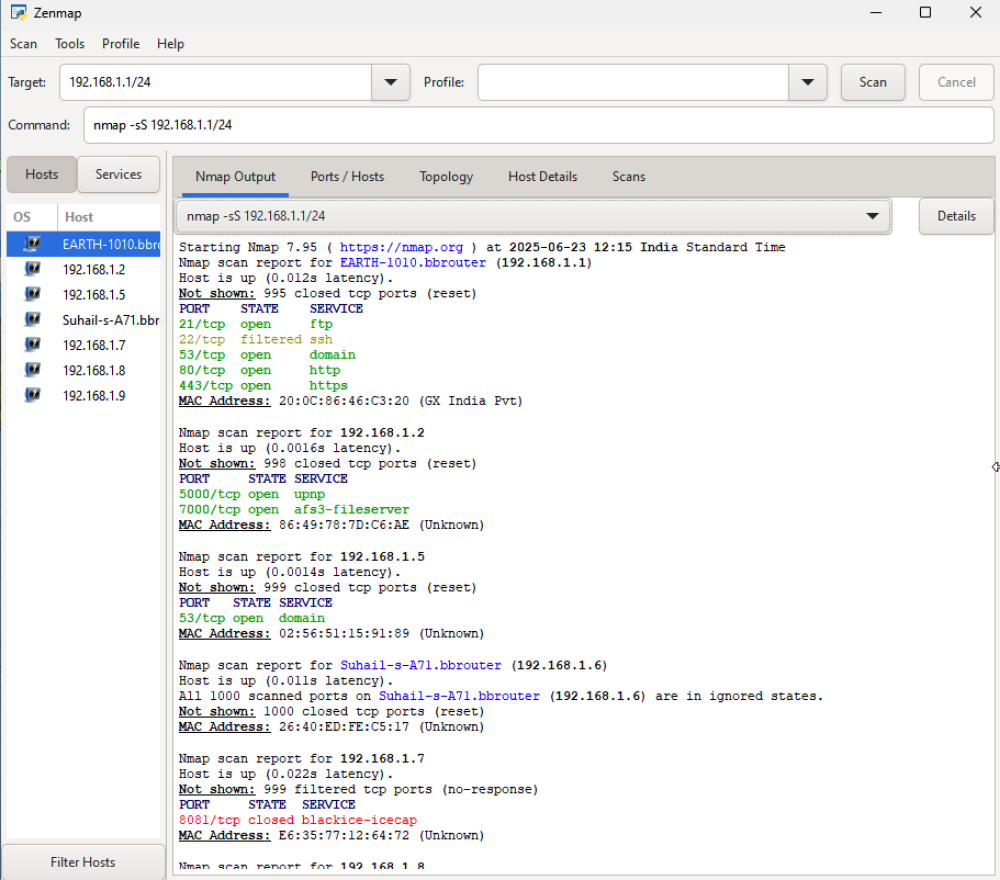 Zenmap
Scan Tools Profile Help
Target: 192.168.1.1/24 Profile: Scan Cancel
Command: nmap -sS 192.168.1.1/24
Hosts Services
Nmap Output Ports / Hosts Topology Host Details Scans
OS Host
EARTH-1010.bbro
192.168.1.2
192.168.1.5
Suhail-s-A71.bbr
192.168.1.7
192.168.1.8
192.168.1.9
Filter Hosts
nmap -sS 192.168.1.1/24 Details
Starting Nmap 7.95 ( https://nmap.org ) at 2025-06-23 12:15 India Standard Time
Nmap scan report for EARTH-1010.bbrouter (192.168.1.1)
Host is up (0.012s latency).
Not shown: 995 closed tcp ports (reset)
PORT STATE SERVICE
21/tcp open ftp
22/tcp filtered ssh
53/tcp open domain
80/tcp open http
443/tcp open https
MAC Address: 20:0C:86:46:C3:20 (GX India Pvt)
Nmap scan report for 192.168.1.2
Host is up (0.0016s latency).
Not shown: 998 closed tcp ports (reset)
PORT STATE SERVICE
5000/tcp open upnp
7000/tcp open afs3-fileserver
MAC Address: 86:49:78:7D:C6:AE (Unknown)
Nmap scan report for 192.168.1.5
Host is up (0.0014s latency).
Not shown: 999 closed tcp ports (reset)
PORT STATE SERVICE
53/tcp open domain
MAC Address: 02:56:51:15:91:89 (Unknown)
Nmap scan report for Suhail-s-A71.bbrouter (192.168.1.6)
Host is up (0.011s latency).
All 1000 scanned ports on Suhail-s-A71.bbrouter (192.168.1.6) are in ignored states.
Not shown: 1000 closed tcp ports (reset)
MAC Address: 26:40:ED:FE:C5:17 (Unknown)
Nmap scan report for 192.168.1.7
Host is up (0.022s latency).
Not shown: 999 filtered tcp ports (no-response)
PORT STATE SERVICE
8081/tcp closed blackice-icecap
MAC Address: E6:35:77:12:64:72 (Unknown)
Nmap scan report for 192.168.1.8